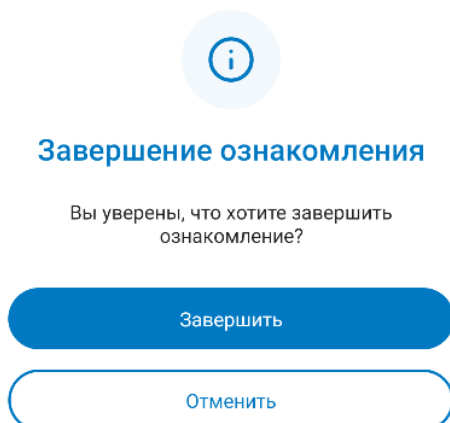 Завершение ознакомления
Вы уверены, что хотите завершить
ознакомление?
Завершить
Отменить